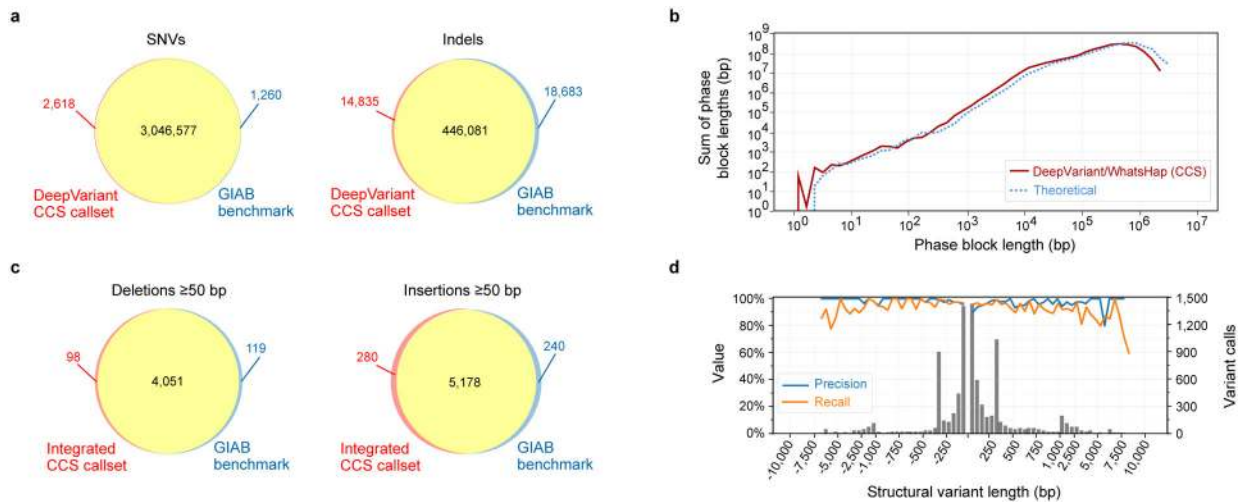 a
SNVs
2,618
1,260
3,046,577
DeepVariant
CCS callset
GIAB
benchmark
Indels
14,835
18,683
446,081
DeepVariant
CCS callset
GIAB
benchmark
b
Sum of phase
block lengths (bp)
10^9
10^8
10^7
10^6
10^5
10^4
10^3
10^2
10^1
10^0
DeepVariant/WhatsHap (CCS)
Theoretical
10^0 10^1 10^2 10^3 10^4 10^5 10^6 10^7
Phase block length (bp)
c
Deletions ≥50 bp
98
119
4,051
Integrated
CCS callset
GIAB
benchmark
Insertions ≥50 bp
280
240
5,178
Integrated
CCS callset
GIAB
benchmark
d
Value
100%
80%
60%
40%
20%
0%
Precision
Recall
1,500
1,200
900
600
300
0
Variant calls
-10,000 -7,500 -5,000 -2,500 -1,000 -750 -500 -250 250 500 750 1,000 2,500 5,000 7,500 10,000
Structural variant length (bp)